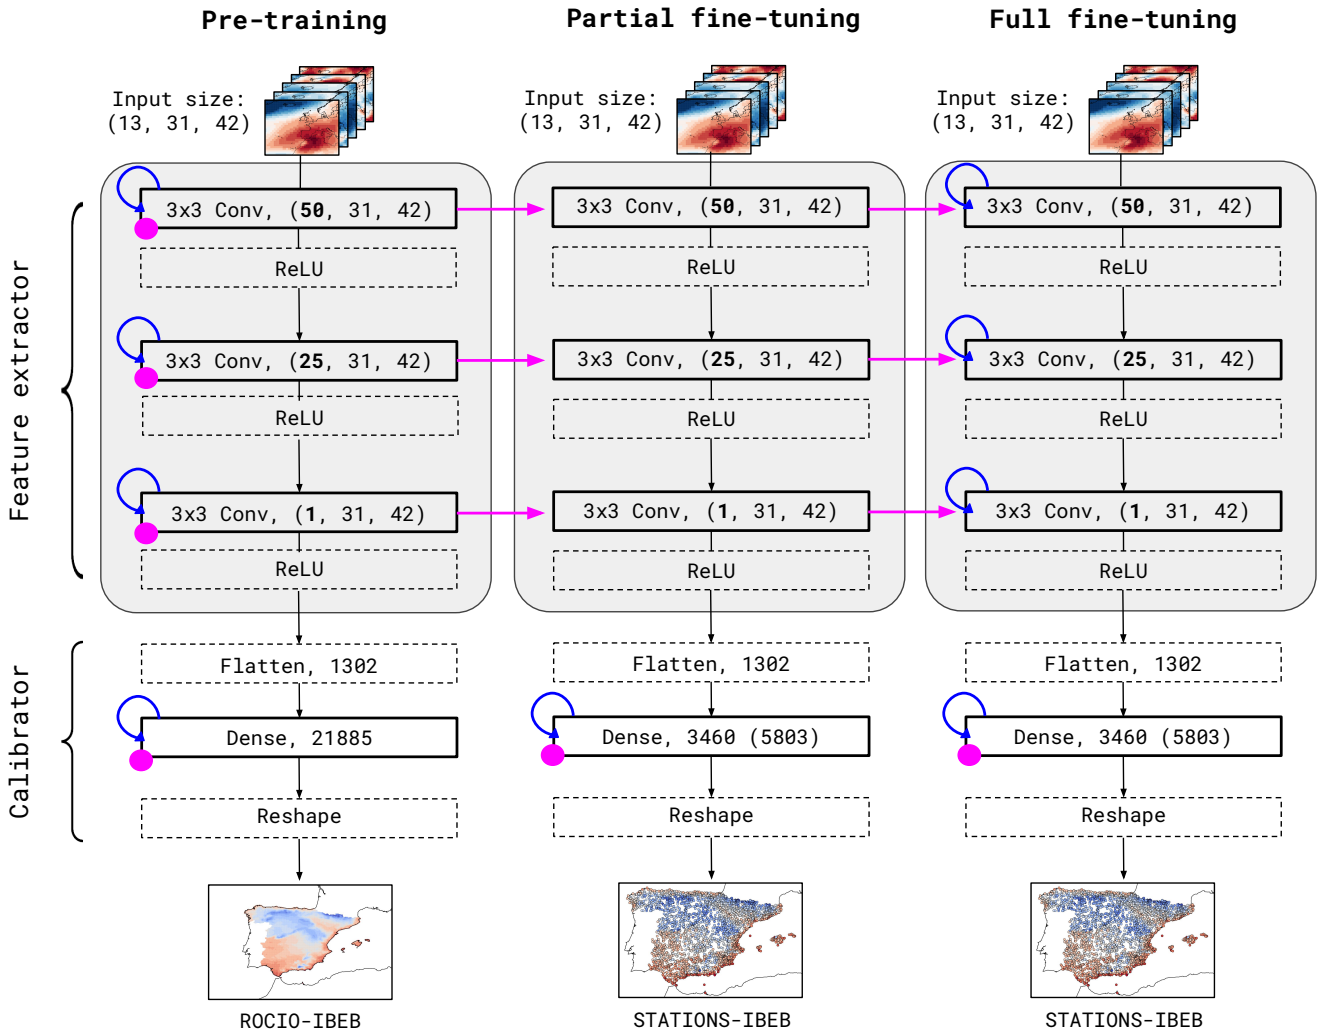 Pre-training
Partial fine-tuning
Full fine-tuning
Input size:
(13, 31, 42)
Input size:
(13, 31, 42)
Input size:
(13, 31, 42)
Feature extractor
3x3 Conv, (50, 31, 42)
3x3 Conv, (50, 31, 42)
3x3 Conv, (50, 31, 42)
ReLU
ReLU
ReLU
3x3 Conv, (25, 31, 42)
3x3 Conv, (25, 31, 42)
3x3 Conv, (25, 31, 42)
ReLU
ReLU
ReLU
3x3 Conv, (1, 31, 42)
3x3 Conv, (1, 31, 42)
3x3 Conv, (1, 31, 42)
ReLU
ReLU
ReLU
Calibrator
Flatten, 1302
Flatten, 1302
Flatten, 1302
Dense, 21885
Dense, 3460 (5803)
Dense, 3460 (5803)
Reshape
Reshape
Reshape
ROCIO-IBEB
STATIONS-IBEB
STATIONS-IBEB